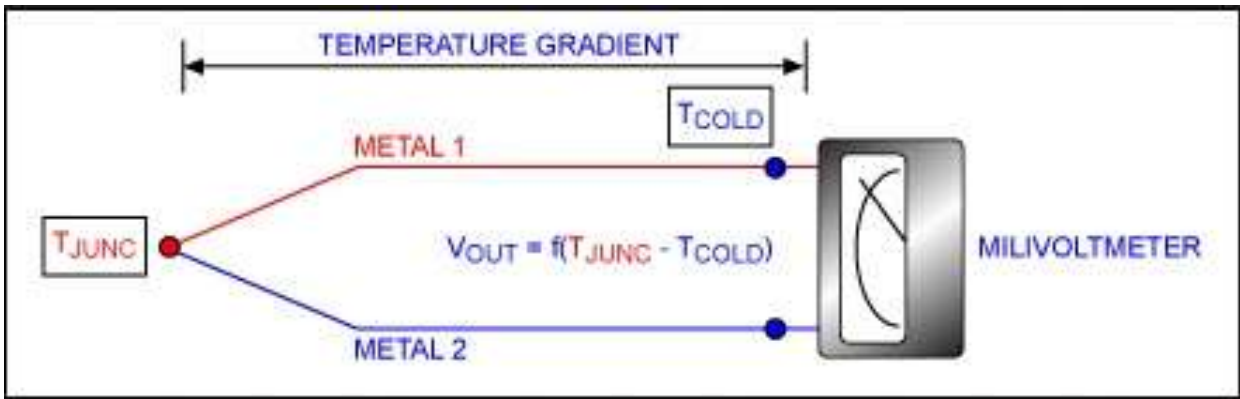 TEMPERATURE GRADIENT
TCOLD
METAL 1
TJUNC
VOUT = f(TJUNC - TCOLD)
MILIVOLTMETER
METAL 2